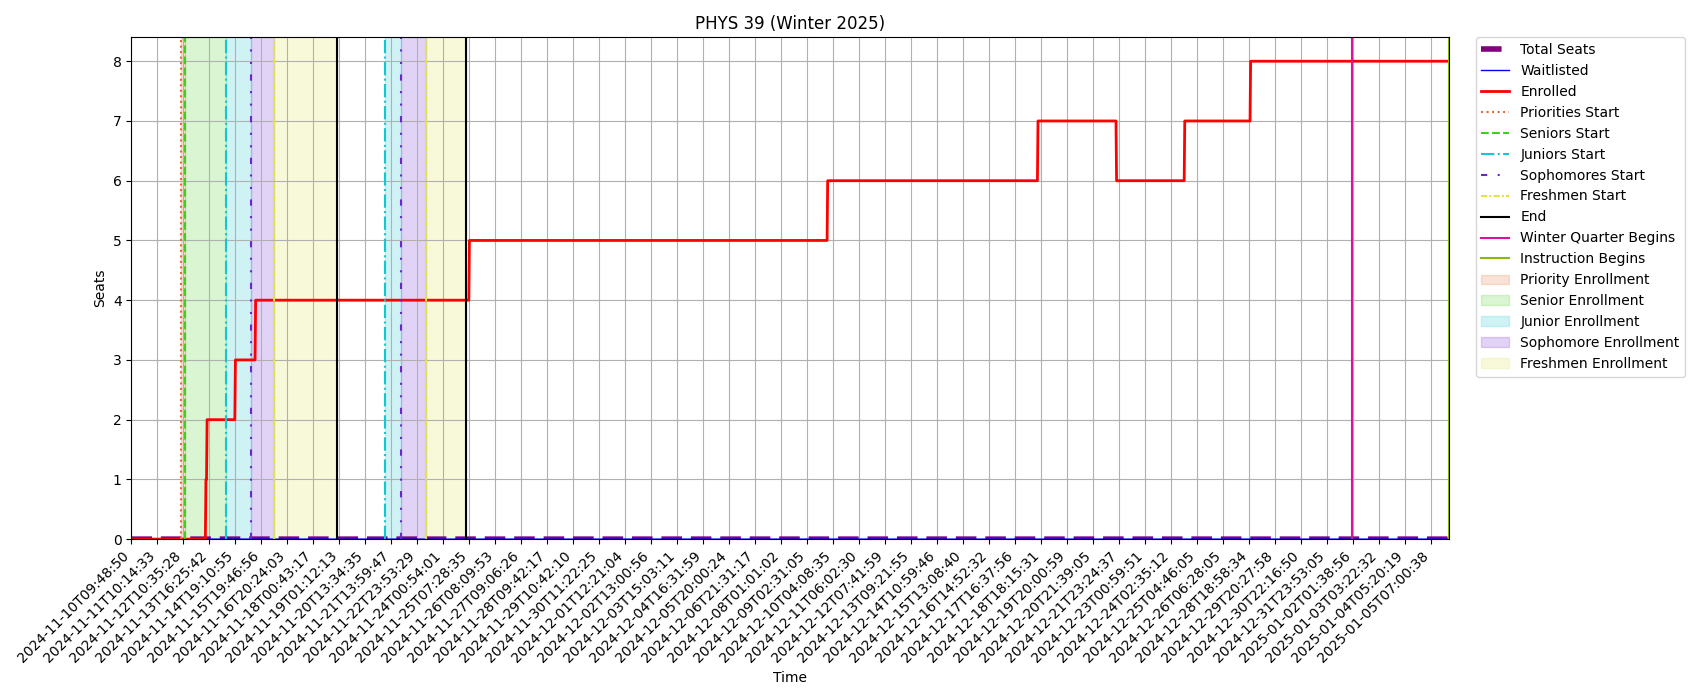 PHYS 39 (Winter 2025)
Seats
8
7
6
5
4
3
2
1
0
2024-11-10T09:48:50
2024-11-11T10:14:33
2024-11-12T10:35:28
2024-11-13T16:25:42
2024-11-14T19:10:55
2024-11-15T19:46:56
2024-11-16T20:24:03
2024-11-18T00:43:17
2024-11-19T01:12:13
2024-11-20T13:34:35
2024-11-21T13:59:47
2024-11-22T23:53:29
2024-11-24T00:54:01
2024-11-25T07:28:35
2024-11-26T08:09:53
2024-11-27T09:06:26
2024-11-28T09:42:17
2024-11-29T10:42:10
2024-11-30T11:22:25
2024-12-01T12:21:04
2024-12-02T13:00:56
2024-12-03T15:03:11
2024-12-04T16:31:59
2024-12-05T20:00:24
2024-12-06T21:31:17
2024-12-08T01:01:02
2024-12-09T02:31:05
2024-12-10T04:08:35
2024-12-11T06:02:30
2024-12-12T07:41:59
2024-12-13T09:21:55
2024-12-14T10:59:46
2024-12-15T13:08:40
2024-12-16T14:52:32
2024-12-17T16:37:56
2024-12-18T18:15:31
2024-12-19T20:00:59
2024-12-20T21:39:05
2024-12-21T23:24:37
2024-12-23T00:59:51
2024-12-24T02:35:12
2024-12-25T04:46:05
2024-12-26T06:28:05
2024-12-28T18:58:34
2024-12-29T20:27:58
2024-12-30T22:16:50
2024-12-31T23:53:05
2025-01-02T01:38:56
2025-01-03T03:22:32
2025-01-04T05:20:19
2025-01-05T07:00:38
Time
Total Seats
Waitlisted
Enrolled
Priorities Start
Seniors Start
Juniors Start
Sophomores Start
Freshmen Start
End
Winter Quarter Begins
Instruction Begins
Priority Enrollment
Senior Enrollment
Junior Enrollment
Sophomore Enrollment
Freshmen Enrollment